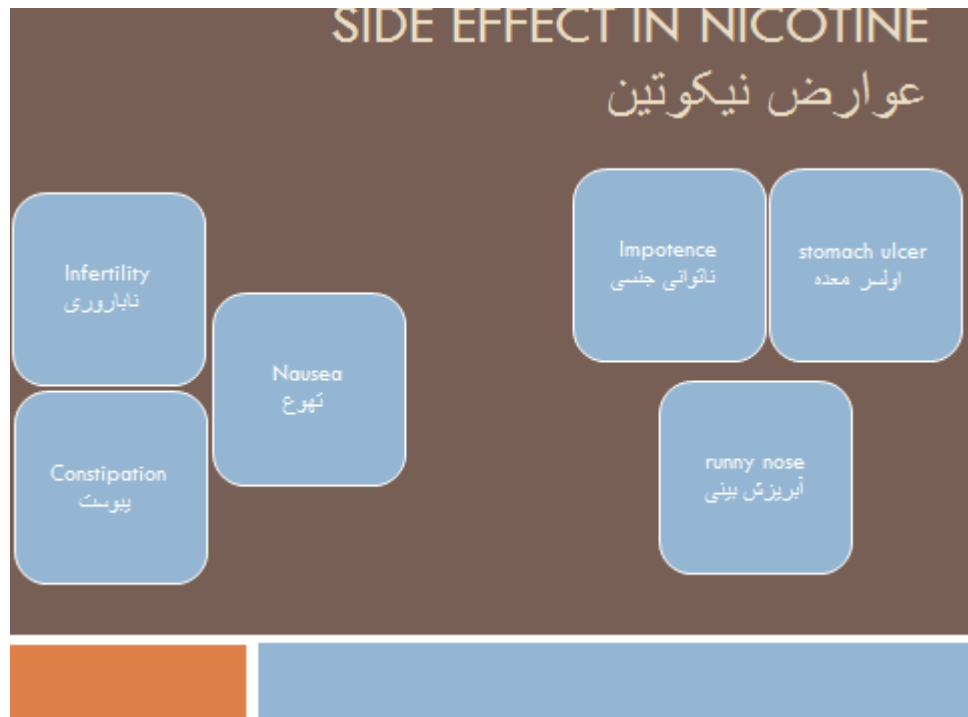 SIDE EFFECT IN NICOTINE
عوارض نیکوتین
Infertility
ناباروری
Nausea
تهوع
Constipation
یبوست
Impotence
ناتوانی جنسی
stomach ulcer
اولسر معده
runny nose
آبریزش بینی